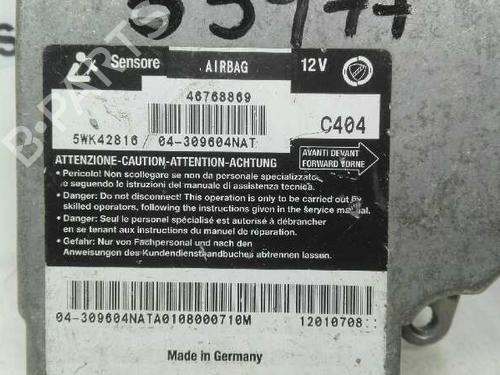 53977
Sensore AIRBAG 12V
46768869
5WK42816 04-309604NAT C404
ATTENZIONE-CAUTION-ATTENTION-ACHTUNG
AVANTI DEVANT
FORWARD VORNE
• Pericolo! Non scollegare se non da personale specializzato
e seguendo le istruzioni del manuale di assistenza tecnica.
• Danger: Do not disconnect! This operation is only to be carried out by
skilled operators, following the instructions given in the service manual.
• Danger: Seul le personnel spécialisé est autorisé à débrancher
en se tenant aux instructions du manuel de réparation.
• Gefahr: Nur von Fachpersonal und nach den
Anweisungen des Kundendiensthandbuches abtrennen lassen.
04-309604NATA0108000710M 12010708
Made in Germany
B-PARTS